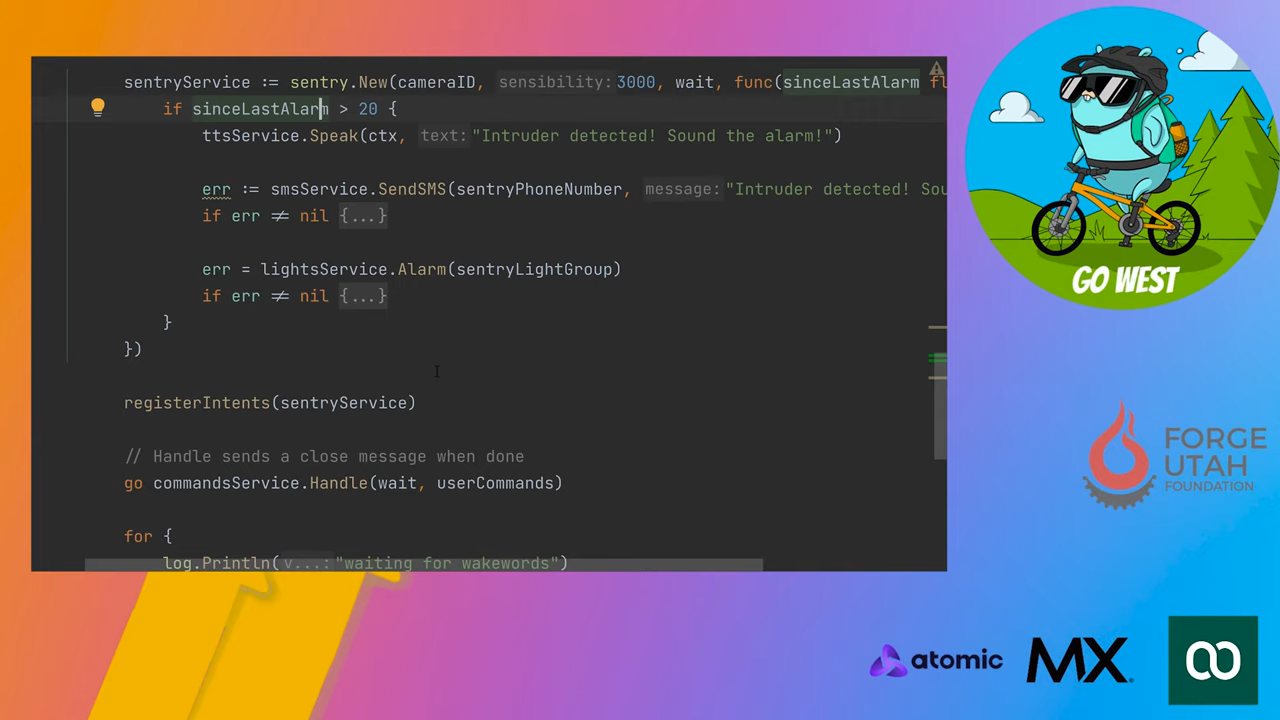 sentryService := sentry.New(cameraID, sensibility: 3000, wait, func(sinceLastAlarm fl
if sinceLastAlarm > 20 {
ttsService.Speak(ctx, text: "Intruder detected! Sound the alarm!")
err := smsService.SendSMS(sentryPhoneNumber, message: "Intruder detected! Sou
if err ≠ nil {...}
err = lightsService.Alarm(sentryLightGroup)
if err ≠ nil {...}
}
})
registerIntents(sentryService)
// Handle sends a close message when done
go commandsService.Handle(wait, userCommands)
for {
log.Println( v...: "waiting for wakewords")
GO WEST
FORGE
UTAH
FOUNDATION
atomic
MX